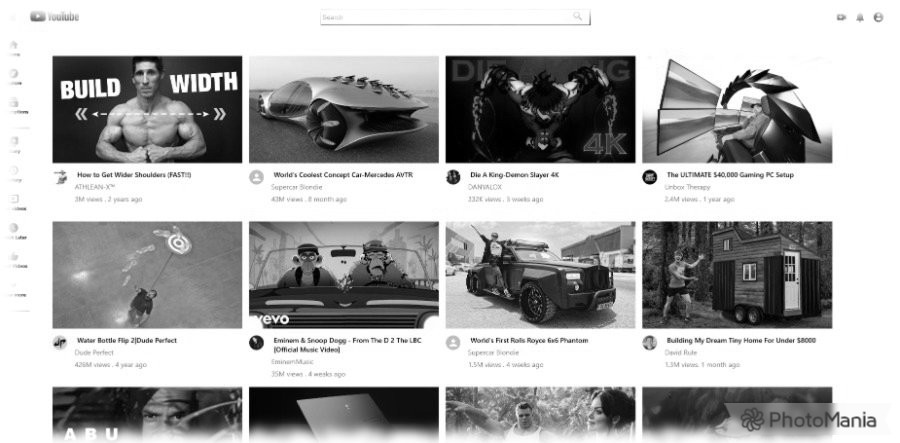 YouTube
Search
BUILD WIDTH
How to Get Wider Shoulders (FAST!!)
ATHLEAN-X™
3M views . 2 years ago
World's Coolest Concept Car-Mercedes AVTR
Supercar Blondie
43M views . 8 month ago
DIE A KING
4K
Die A King-Demon Slayer 4K
DANVALOX
232K views . 3 weeks ago
The ULTIMATE $40,000 Gaming PC Setup
Unbox Therapy
2.4M views . 1 year ago
Water Bottle Flip 2|Dude Perfect
Dude Perfect
426M views . 4 year ago
vevo
Eminem & Snoop Dogg - From The D 2 The LBC
[Official Music Video]
EminemMusic
35M views . 4 weeks ago
World's First Rolls Royce 6x6 Phantom
Supercar Blondie
1.5M views . 4 weeks ago
Building My Dream Tiny Home For Under $8000
David Rule
1.3M views 1 month ago
ABU
PhotoMania